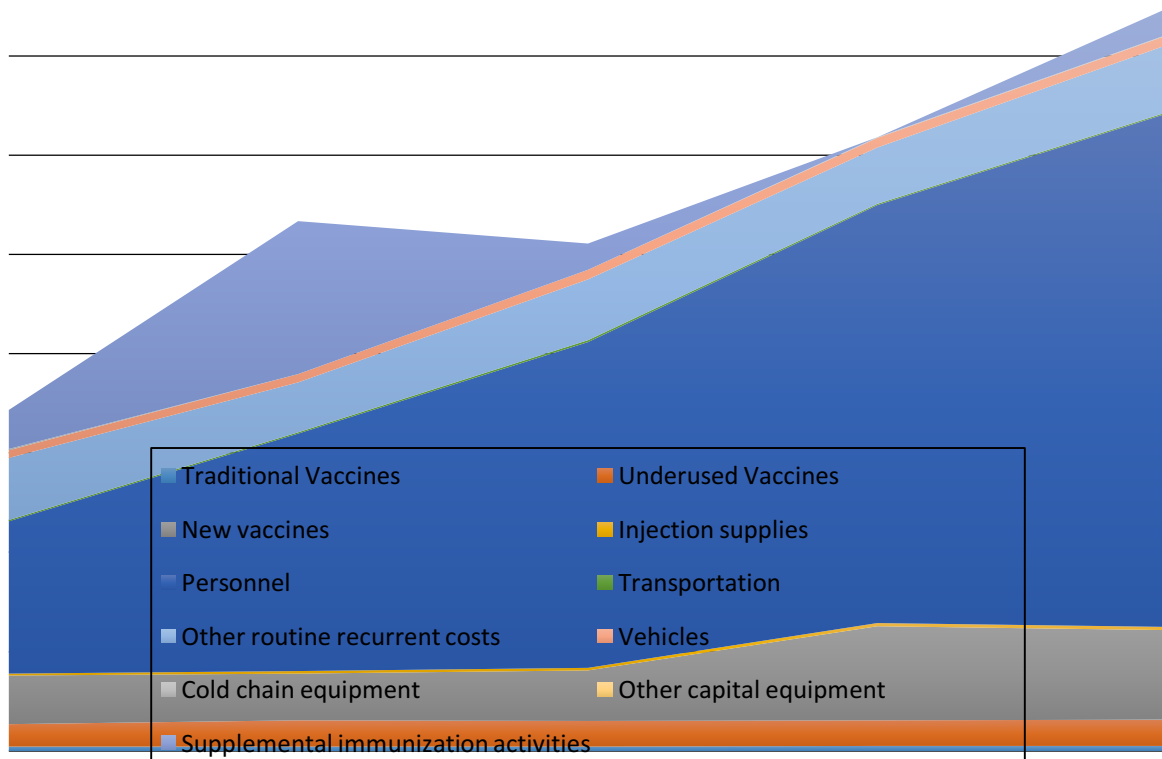 Traditional Vaccines Underused Vaccines
New vaccines Injection supplies
Personnel Transportation
Other routine recurrent costs Vehicles
Cold chain equipment Other capital equipment
Supplemental immunization activities